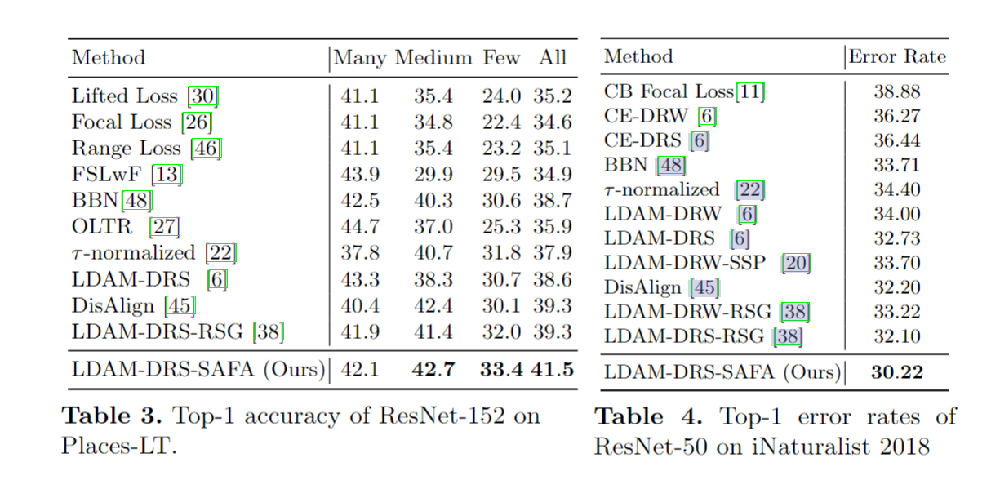 Method Many Medium Few All
Lifted Loss [30] 41.1 35.4 24.0 35.2
Focal Loss [26] 41.1 34.8 22.4 34.6
Range Loss [46] 41.1 35.4 23.2 35.1
FSLwF [13] 43.9 29.9 29.5 34.9
BBN[48] 42.5 40.3 30.6 38.7
OLTR [27] 44.7 37.0 25.3 35.9
τ-normalized [22] 37.8 40.7 31.8 37.9
LDAM-DRS [6] 43.3 38.3 30.7 38.6
DisAlign [45] 40.4 42.4 30.1 39.3
LDAM-DRS-RSG [38] 41.9 41.4 32.0 39.3
LDAM-DRS-SAFA (Ours) 42.1 42.7 33.4 41.5
Table 3. Top-1 accuracy of ResNet-152 on
Places-LT.
Method Error Rate
CB Focal Loss[11] 38.88
CE-DRW [6] 36.27
CE-DRS [6] 36.44
BBN [48] 33.71
τ-normalized [22] 34.40
LDAM-DRW [6] 34.00
LDAM-DRS [6] 32.73
LDAM-DRW-SSP [20] 33.70
DisAlign [45] 32.20
LDAM-DRW-RSG [38] 33.22
LDAM-DRS-RSG [38] 32.10
LDAM-DRS-SAFA (Ours) 30.22
Table 4. Top-1 error rates of
ResNet-50 on iNaturalist 2018